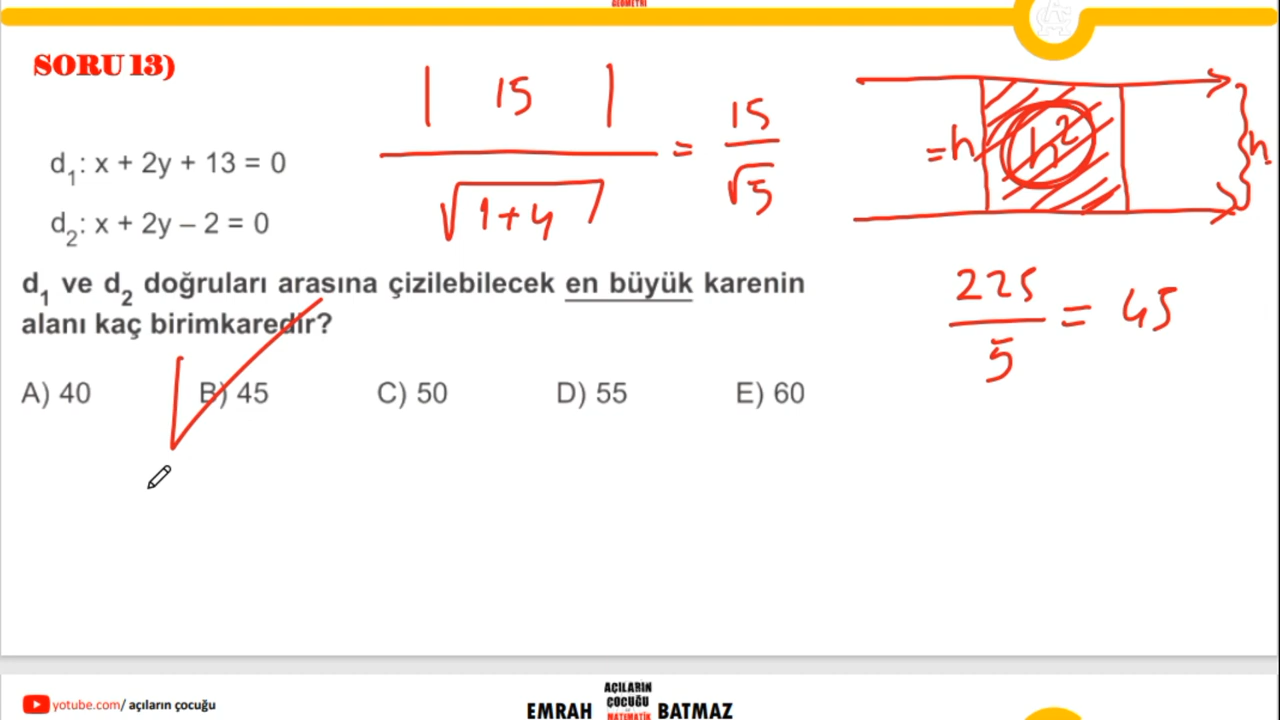 GEOMETRİ
SORU 13)
| 15 |
√1+4
= 15
√5
= h
h²
h
d₁: x + 2y + 13 = 0
d₂: x + 2y – 2 = 0
d₁ ve d₂ doğruları arasına çizilebilecek en büyük karenin
alanı kaç birimkaredir?
225
5
= 45
A) 40 B) 45 C) 50 D) 55 E) 60
yotube.com/ açıların çocuğu
EMRAH AÇILARIN ÇOCUĞU MATEMATİK BATMAZ